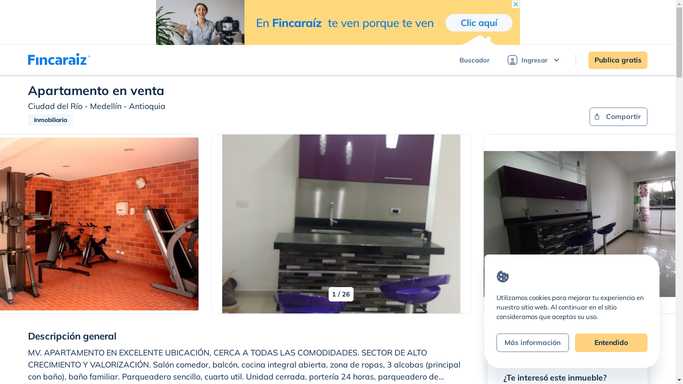 En Fincaraíz te ven porque te ven
Clic aquí
Fincaraíz
Buscador
Ingresar
Publica gratis
Apartamento en venta
Ciudad del Río - Medellín - Antioquia
Inmobiliaria
Compartir
1 / 26
Utilizamos cookies para mejorar tu experiencia en
nuestro sitio web. Al continuar en el sitio
consideramos que aceptas su uso.
Más información
Entendido
Descripción general
MV. APARTAMENTO EN EXCELENTE UBICACIÓN, CERCA A TODAS LAS COMODIDADES. SECTOR DE ALTO
CRECIMIENTO Y VALORIZACIÓN. Salón comedor, balcón, cocina integral abierta, zona de ropas, 3 alcobas (principal
con baño), baño familiar. Parqueadero sencillo, cuarto util. Unidad cerrada, portería 24 horas, parqueadero de...
¿Te interesó este inmueble?